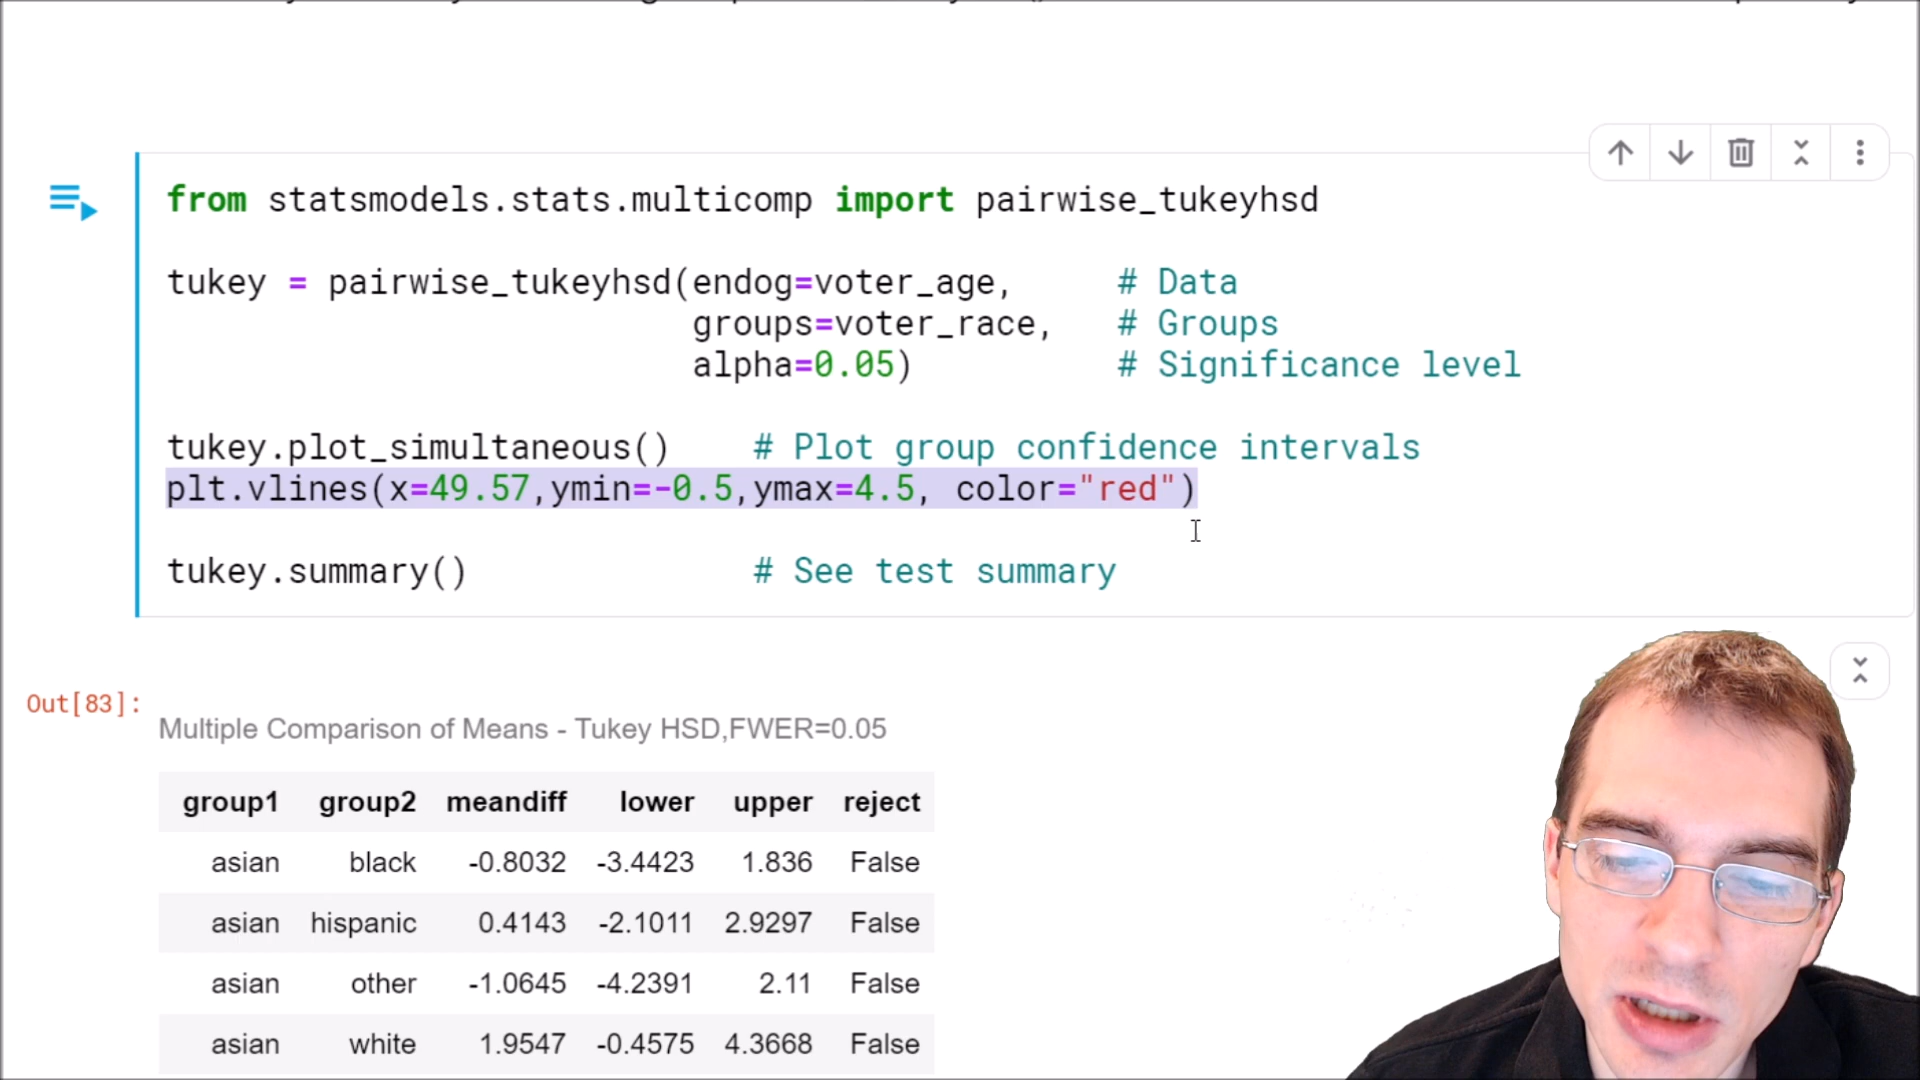 from statsmodels.stats.multicomp import pairwise_tukeyhsd
tukey = pairwise_tukeyhsd(endog=voter_age,     # Data
groups=voter_race,   # Groups
alpha=0.05)          # Significance level
tukey.plot_simultaneous()    # Plot group confidence intervals
plt.vlines(x=49.57,ymin=-0.5,ymax=4.5, color="red")
tukey.summary()              # See test summary
Out[83]:
Multiple Comparison of Means - Tukey HSD,FWER=0.05
group1 group2 meandiff lower upper reject
asian black -0.8032 -3.4423 1.836 False
asian hispanic 0.4143 -2.1011 2.9297 False
asian other -1.0645 -4.2391 2.11 False
asian white 1.9547 -0.4575 4.3668 False